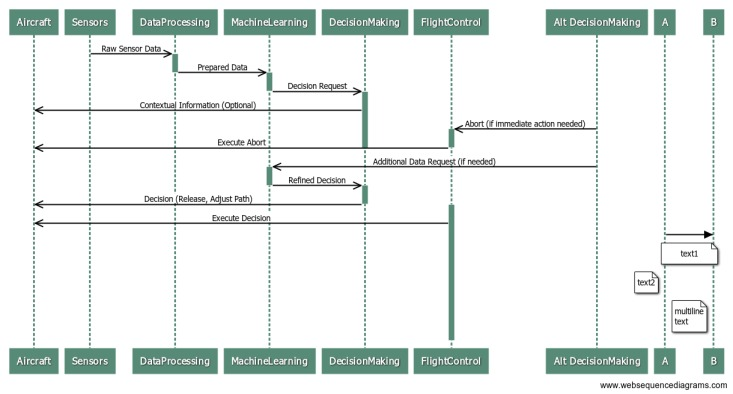 Aircraft
Sensors
DataProcessing
MachineLearning
DecisionMaking
FlightControl
Alt DecisionMaking
A
B
Raw Sensor Data
Prepared Data
Decision Request
Contextual Information (Optional)
Abort (if immediate action needed)
Execute Abort
Additional Data Request (if needed)
Refined Decision
Decision (Release, Adjust Path)
Execute Decision
text1
text2
multiline
text
Aircraft
Sensors
DataProcessing
MachineLearning
DecisionMaking
FlightControl
Alt DecisionMaking
A
B
www.websequencediagrams.com